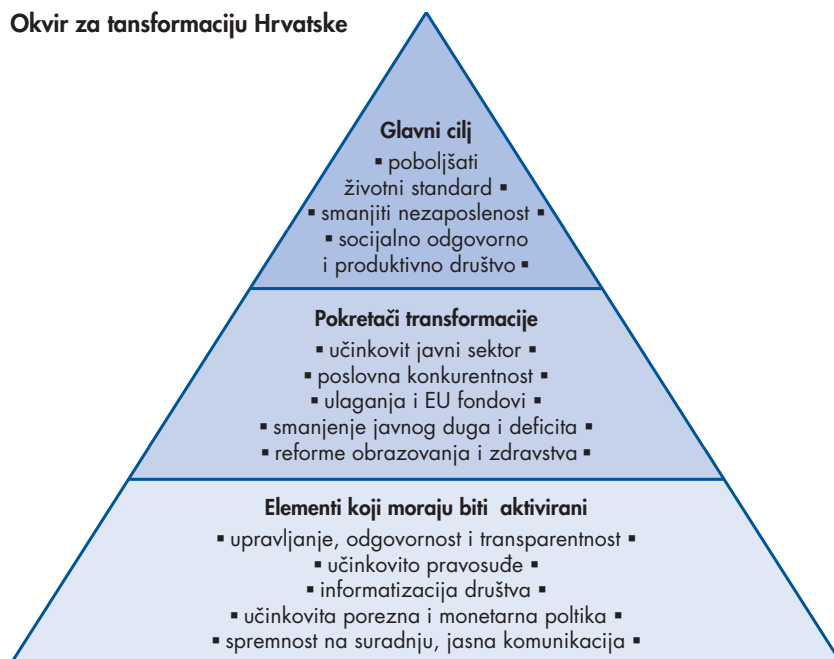 Okvir za tansformaciju Hrvatske
Glavni cilj
▪ poboljšati
životni standard ▪
▪ smanjiti nezaposlenost ▪
▪ socijalno odgovorno
i produktivno društvo ▪
Pokretači transformacije
▪ učinkovit javni sektor ▪
▪ poslovna konkurentnost ▪
▪ ulaganja i EU fondovi ▪
▪ smanjenje javnog duga i deficita ▪
▪ reforme obrazovanja i zdravstva ▪
Elementi koji moraju biti aktivirani
▪ upravljanje, odgovornost i transparentnost ▪
▪ učinkovito pravosuđe ▪
▪ informatizacija društva ▪
▪ učinkovita porezna i monetarna poltika ▪
▪ spremnost na suradnju, jasna komunikacija ▪